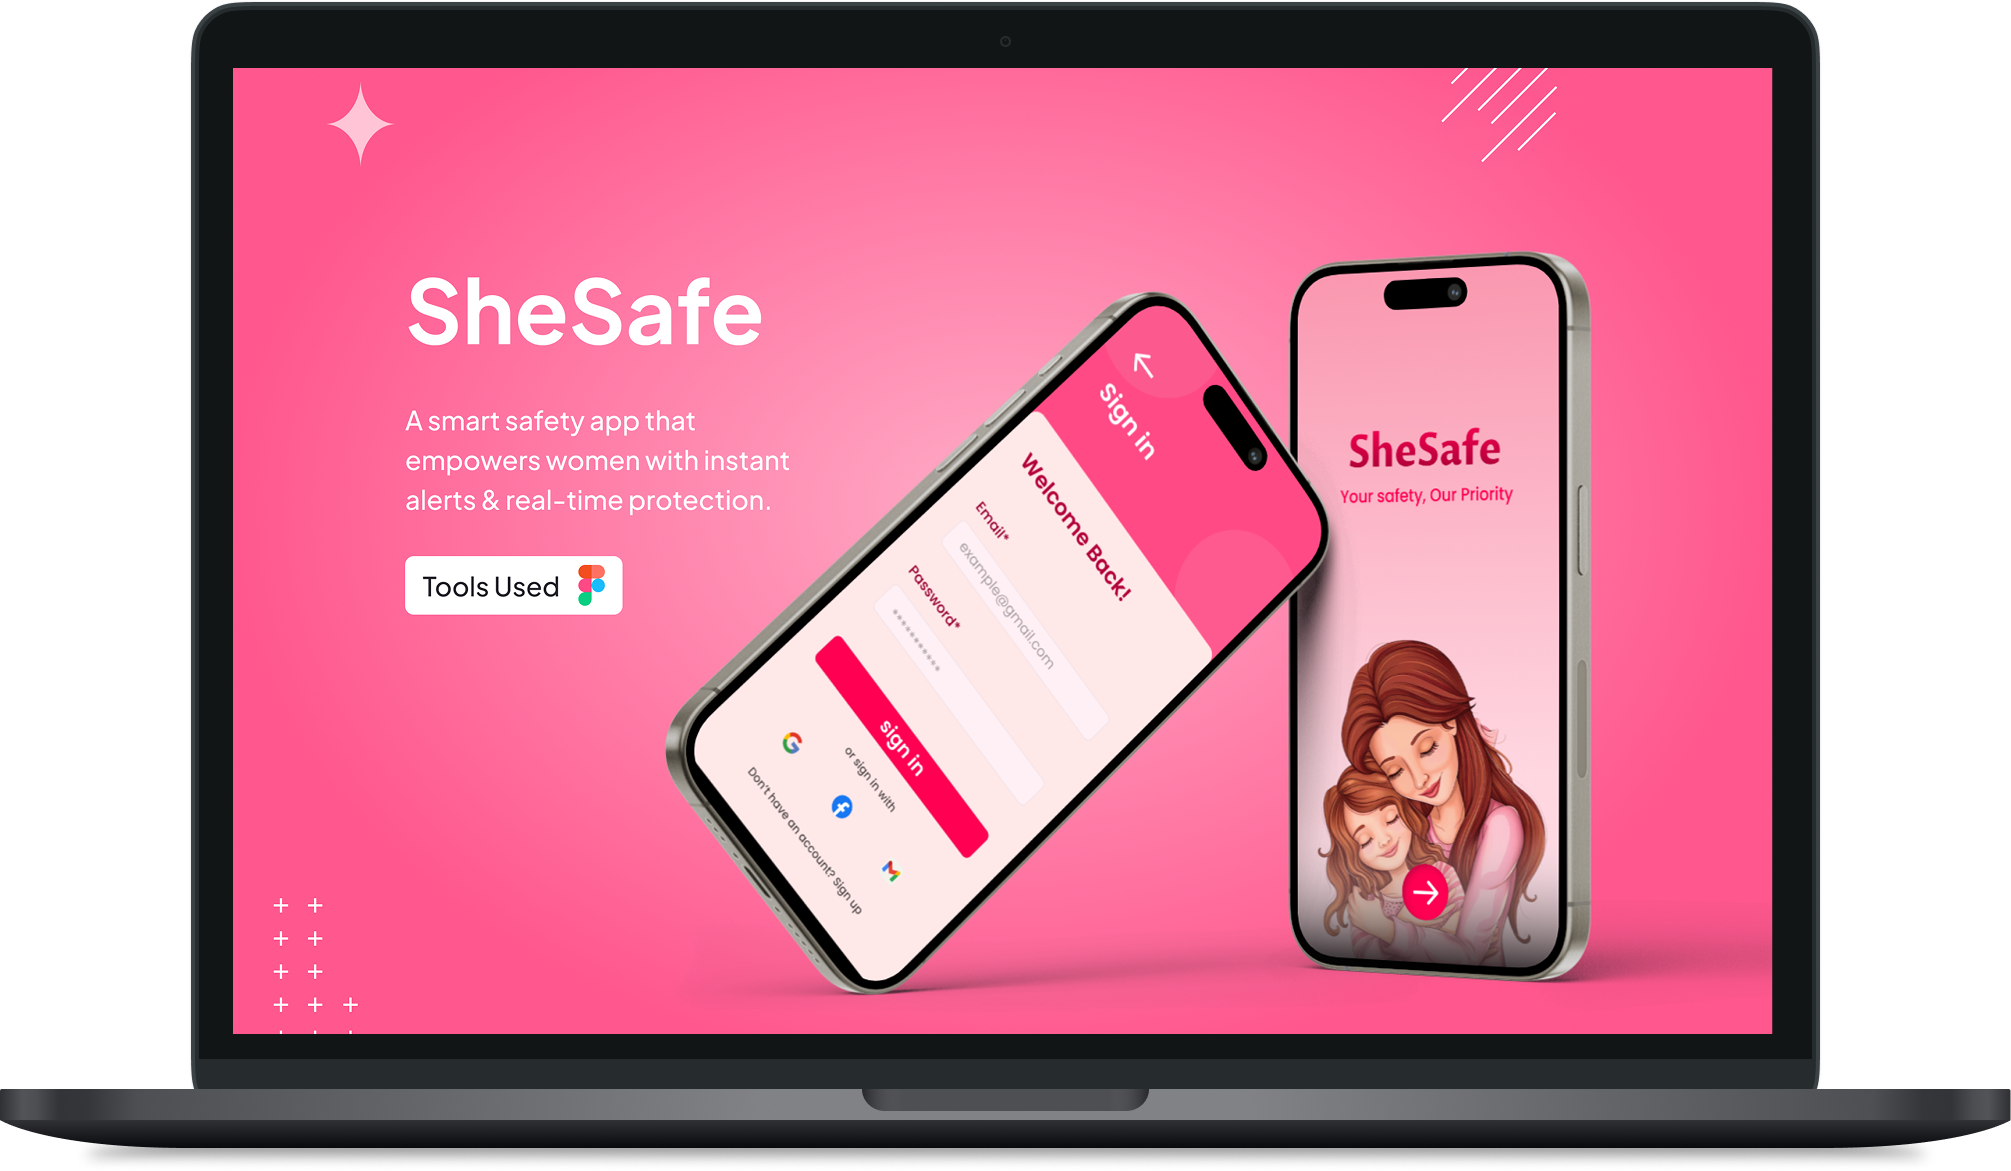 SheSafe
A smart safety app that
empowers women with instant
alerts & real-time protection.
Tools Used
Sign in
Welcome Back!
Email*
example@gmail.com
Password*
sign in
or sign in with
Don't have an account? Sign up
SheSafe
Your safety, Our Priority